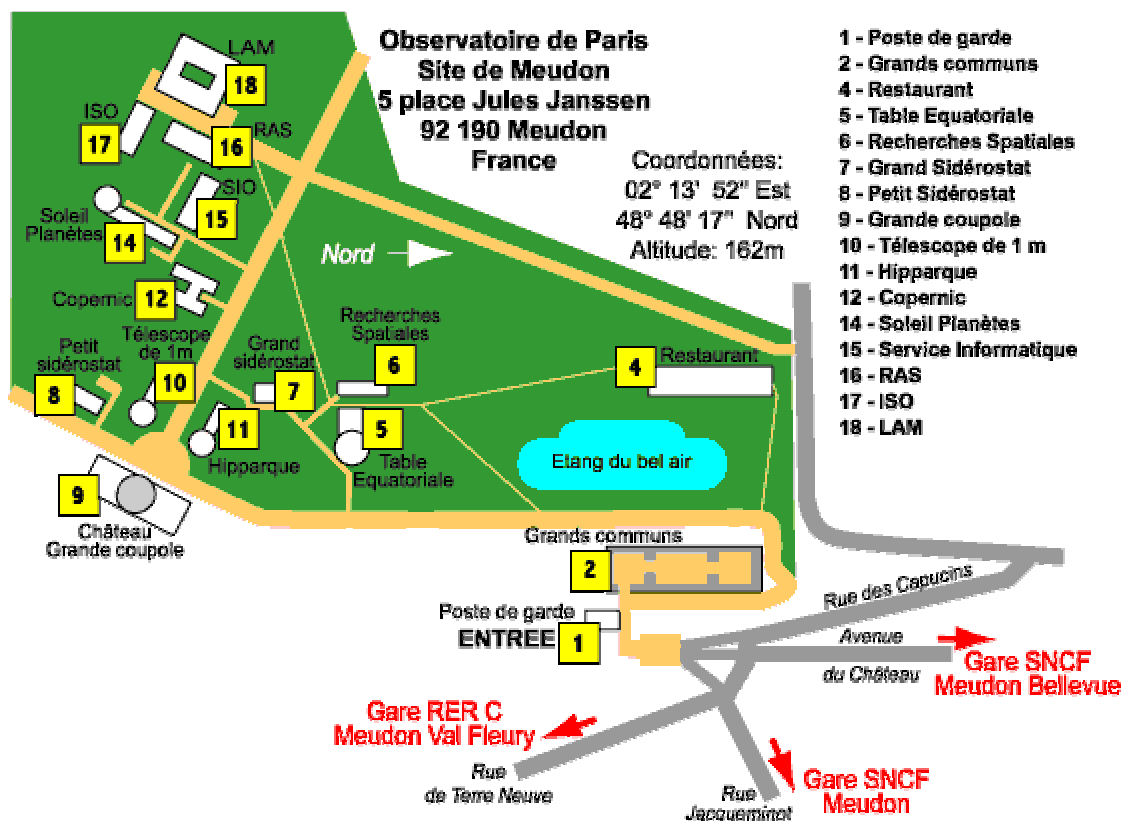 Observatoire de Paris
Site de Meudon
5 place Jules Janssen
92 190 Meudon
France
Coordonnées:
02° 13' 52" Est
48° 48' 17" Nord
Altitude: 162m
1 - Poste de garde
2 - Grands communs
4 - Restaurant
5 - Table Equatoriale
6 - Recherches Spatiales
7 - Grand Sidérostat
8 - Petit Sidérostat
9 - Grande coupole
10 - Télescope de 1 m
11 - Hipparque
12 - Copernic
14 - Soleil Planètes
15 - Service Informatique
16 - RAS
17 - ISO
18 - LAM
LAM
18
ISO
17
RAS
16
SIO
15
Soleil
Planètes
14
Nord
Copernic
12
Télescope
de 1m
10
Petit
sidérostat
8
Grand
sidérostat
7
Recherches
Spatiales
6
Restaurant
4
Hipparque
11
5
Table
Equatoriale
Etang du bel air
9
Château
Grande coupole
Grands communs
2
Poste de garde
ENTREE
1
Rue des Capucins
Avenue
du Château
Gare SNCF
Meudon Bellevue
Gare RER C
Meudon Val Fleury
Rue
de Terre Neuve
Rue
Jacqueminot
Gare SNCF
Meudon